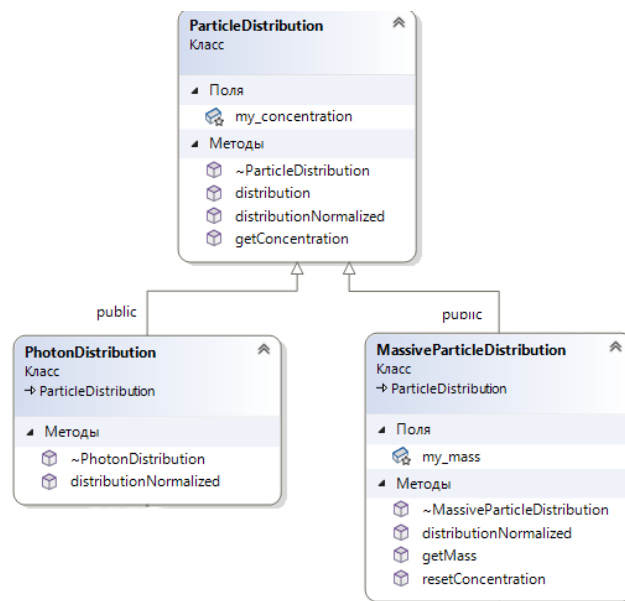 ParticleDistribution
Класс
Поля
my_concentration
Методы
~ParticleDistribution
distribution
distributionNormalized
getConcentration
public
public
PhotonDistribution
Класс
ParticleDistribution
Методы
~PhotonDistribution
distributionNormalized
MassiveParticleDistribution
Класс
ParticleDistribution
Поля
my_mass
Методы
~MassiveParticleDistribution
distributionNormalized
getMass
resetConcentration